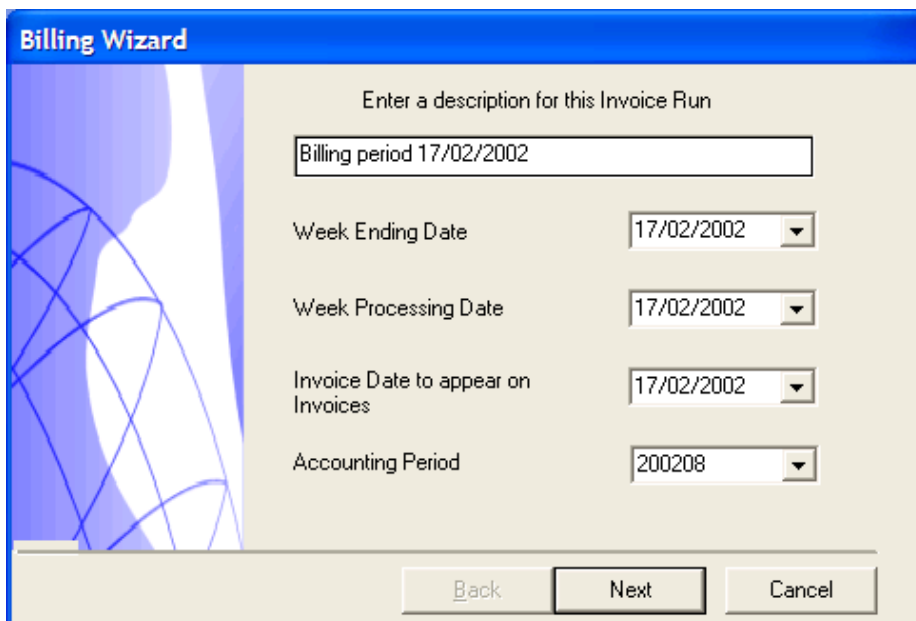 Billing Wizard
Enter a description for this Invoice Run
Billing period 17/02/2002
Week Ending Date 17/02/2002
Week Processing Date 17/02/2002
Invoice Date to appear on
Invoices
17/02/2002
Accounting Period 200208
Back Next Cancel